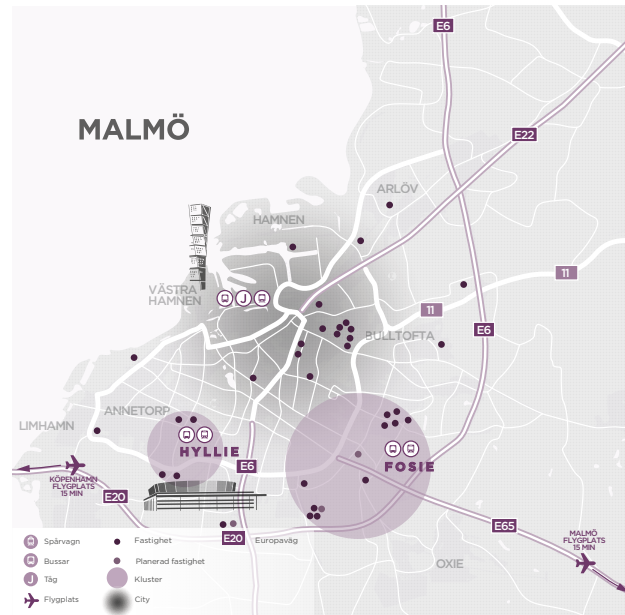 E6
MALMÖ
E22
ARLÖV
HAMNEN
11
VÄSTRA
HAMNEN
J
11
E6
BULLTOFTA
ANNETORP
LIMHAMN
HYLLIE
E6
FOSIE
KÖPENHAMN
FLYGPLATS
15 MIN
E20
E65
MALMÖ
FLYGPLATS
15 MIN
E20
Europaväg
OXIE
Spårvagn
Fastighet
Bussar
Planerad fastighet
J
Tåg
Kluster
Flygplats
City